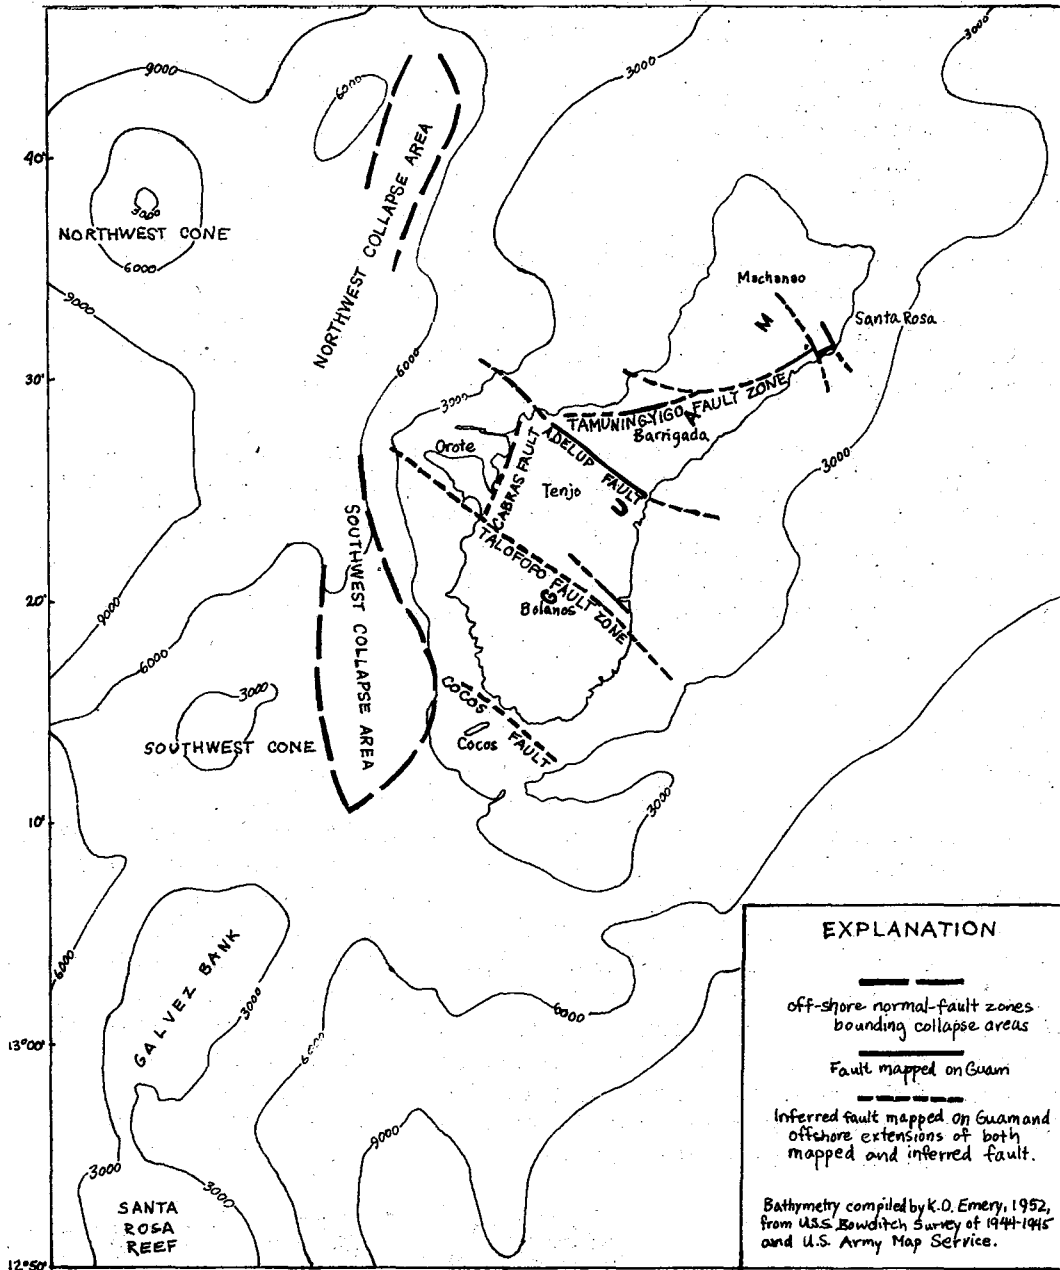 3000
9000
3000
6000
40'
3000
NORTHWEST CONE
6000
NORTHWEST COLLAPSE AREA
9000
Machanao
M
Santa Rosa
30'
6000
3000
TAMUNING-YIGO FAULT ZONE
A
Barrigada
3000
Orote
CABRAS FAULT
ADELUP FAULT
Tenjo
U
SOUTHWEST COLLAPSE AREA
TALOFOFO FAULT ZONE
G
Bolanos
20'
9000
6000
3000
SOUTHWEST CONE
COCOS FAULT
Cocos
3000
10'
GALVEZ BANK
6000
3000
6000
13°00'
9000
3000
3000
SANTA
ROSA
REEF
12°50'
EXPLANATION
off-shore normal-fault zones
bounding collapse areas
Fault mapped on Guam
Inferred fault mapped on Guam and
offshore extensions of both
mapped and inferred fault.
Bathymetry compiled by K.O. Emery, 1952,
from U.S.S. Bowditch Survey of 1944-1945
and U.S. Army Map Service.